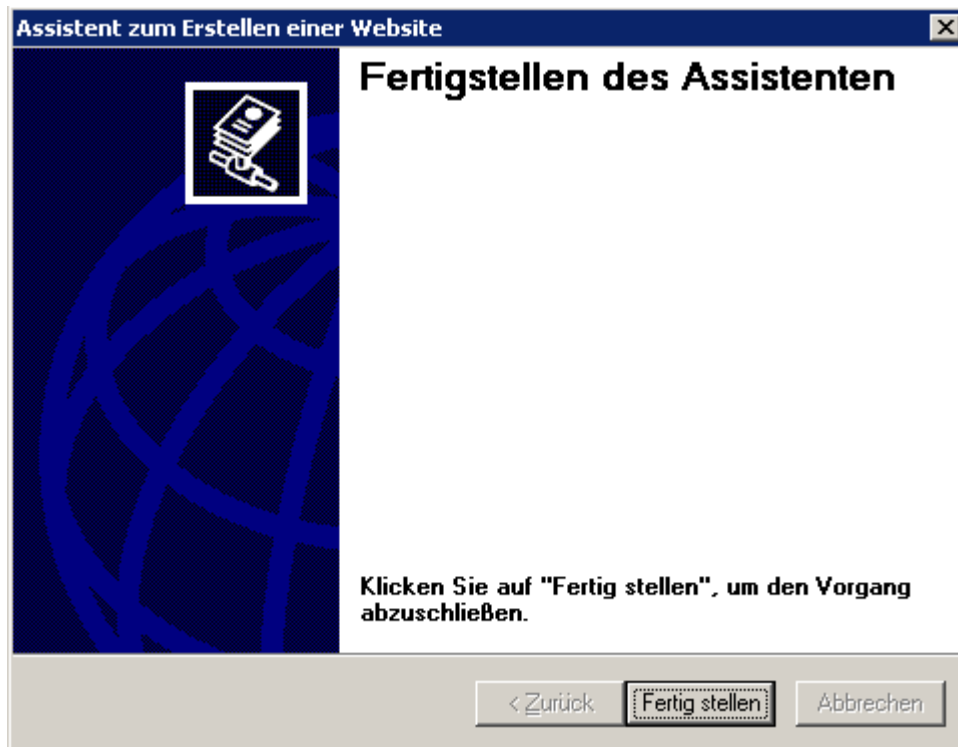 Assistent zum Erstellen einer Website
Fertigstellen des Assistenten
Klicken Sie auf "Fertig stellen", um den Vorgang
abzuschließen.
< Zurück Fertig stellen Abbrechen